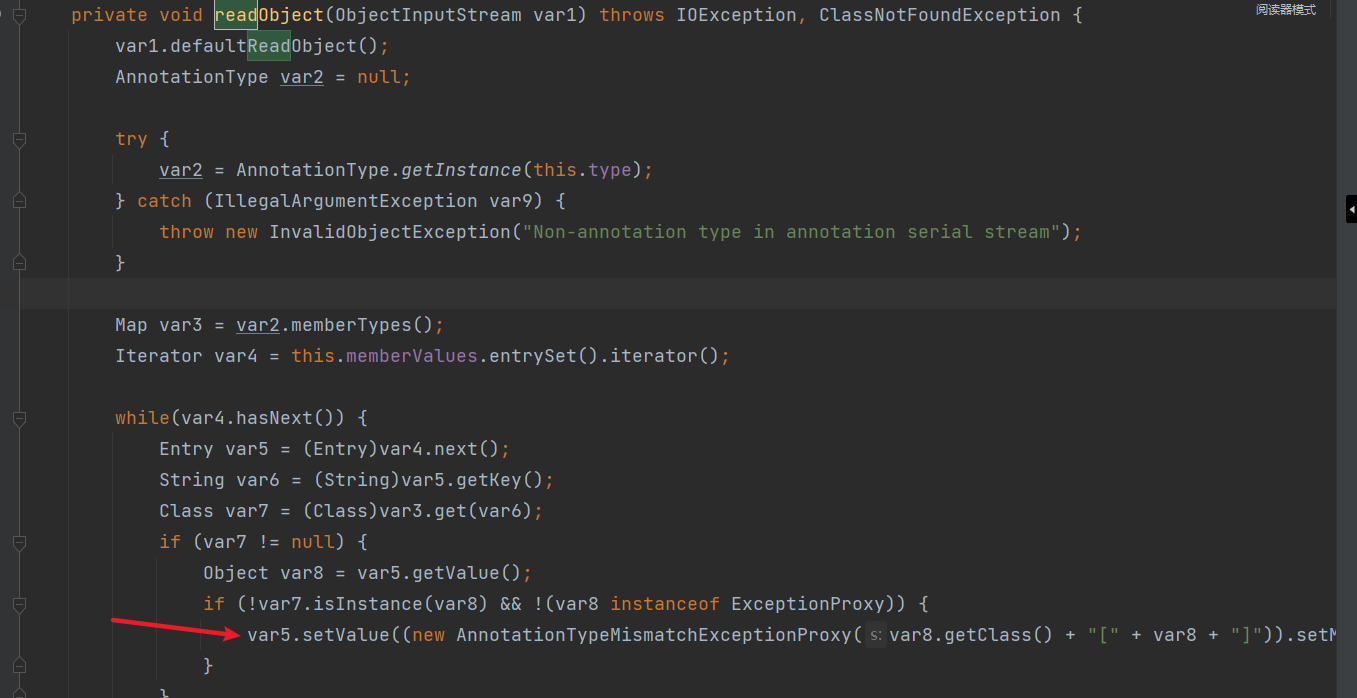 private void readObject(ObjectInputStream var1) throws IOException, ClassNotFoundException {
阅读器模式
var1.defaultReadObject();
AnnotationType var2 = null;
try {
var2 = AnnotationType.getInstance(this.type);
} catch (IllegalArgumentException var9) {
throw new InvalidObjectException("Non-annotation type in annotation serial stream");
}
Map var3 = var2.memberTypes();
Iterator var4 = this.memberValues.entrySet().iterator();
while(var4.hasNext()) {
Entry var5 = (Entry)var4.next();
String var6 = (String)var5.getKey();
Class var7 = (Class)var3.get(var6);
if (var7 != null) {
Object var8 = var5.getValue();
if (!var7.isInstance(var8) && !(var8 instanceof ExceptionProxy)) {
var5.setValue((new AnnotationTypeMismatchExceptionProxy( s: var8.getClass() + "[" + var8 + "]")).setM
}
}